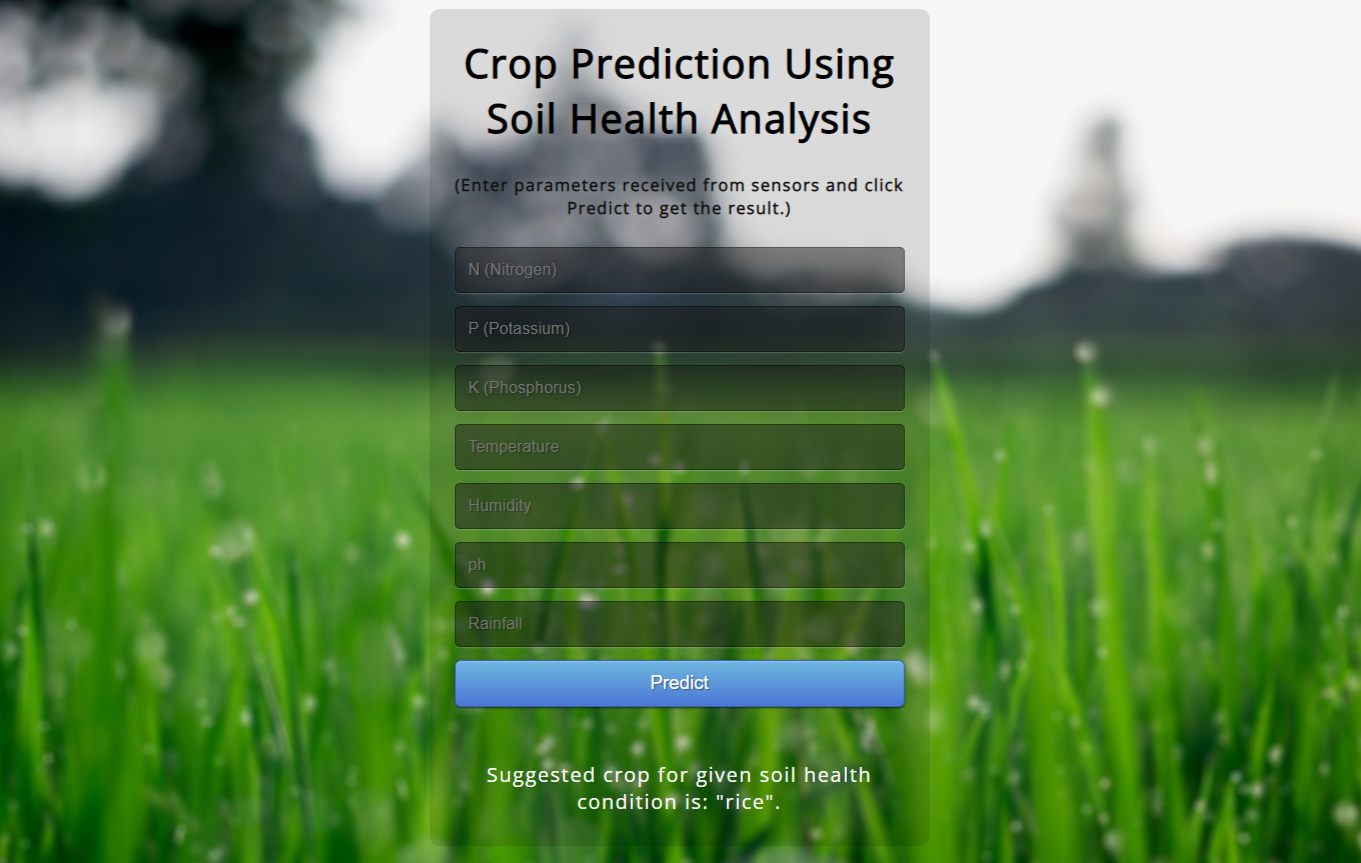 Crop Prediction Using
Soil Health Analysis
(Enter parameters received from sensors and click
Predict to get the result.)
N (Nitrogen)
P (Potassium)
K (Phosphorus)
Temperature
Humidity
ph
Rainfall
Predict
Suggested crop for given soil health
condition is: "rice".